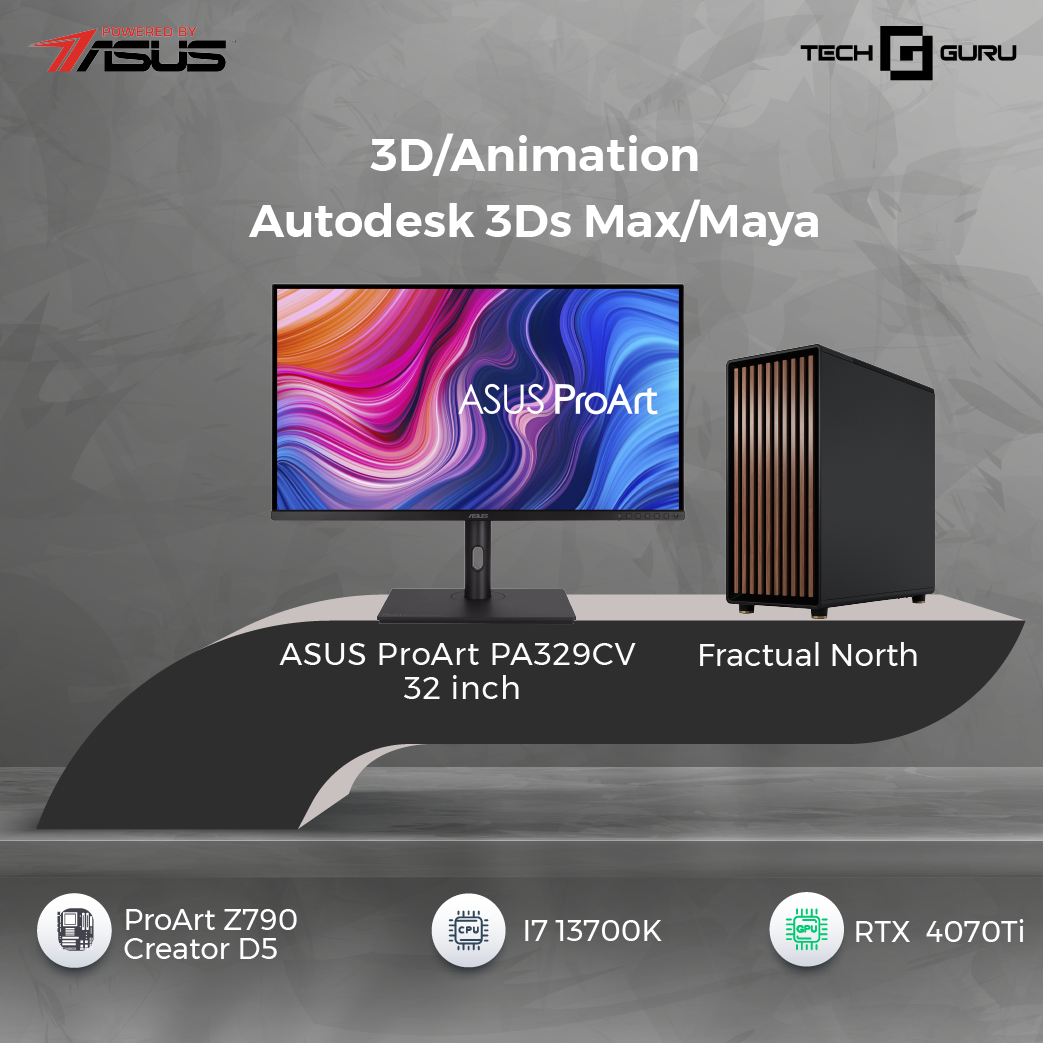 POWERED BY
ASUS
TECH GURU
3D/Animation
Autodesk 3Ds Max/Maya
ASUS ProArt
ASUS
ASUS ProArt PA329CV
32 inch
Fractual North
ProArt Z790
Creator D5
CPU
I7 13700K
GPU
RTX 4070Ti